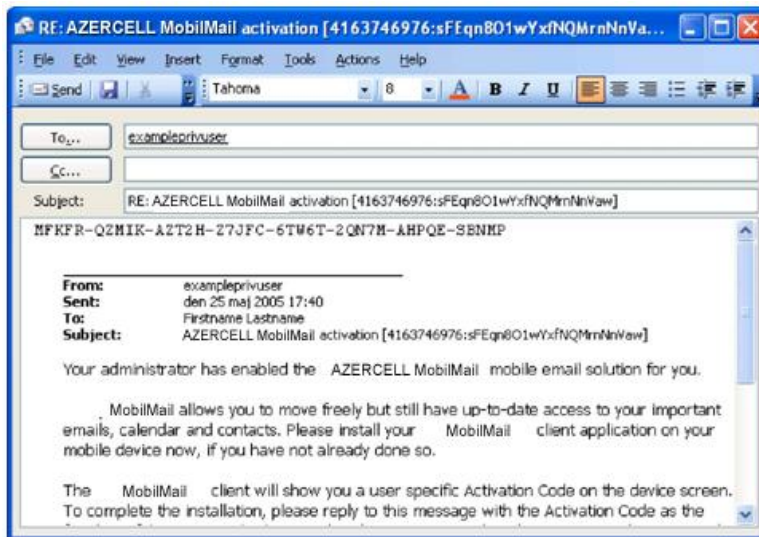 RE: AZERCELL MobilMail activation [4163746976:sFEqn8O1wYxfNQMrnNnVa...
File Edit View Insert Format Tools Actions Help
Send Tahoma 8 A B I U
To... exampleprivuser
Cc...
Subject: RE: AZERCELL MobilMail activation [4163746976:sFEqn8O1wYxfNQMrnNnVaw]
MFKFR-QZMIK-AZT2H-Z7JFC-6TW6T-2QN7M-AHPQE-SBNMP
From: exampleprivuser
Sent: den 25 maj 2005 17:40
To: Firstname Lastname
Subject: AZERCELL MobilMail activation [4163746976:sFEqn8O1wYxfNQMrnNnVaw]
Your administrator has enabled the AZERCELL MobilMail mobile email solution for you.
MobilMail allows you to move freely but still have up-to-date access to your important
emails, calendar and contacts. Please install your MobilMail client application on your
mobile device now, if you have not already done so.
The MobilMail client will show you a user specific Activation Code on the device screen.
To complete the installation, please reply to this message with the Activation Code as the